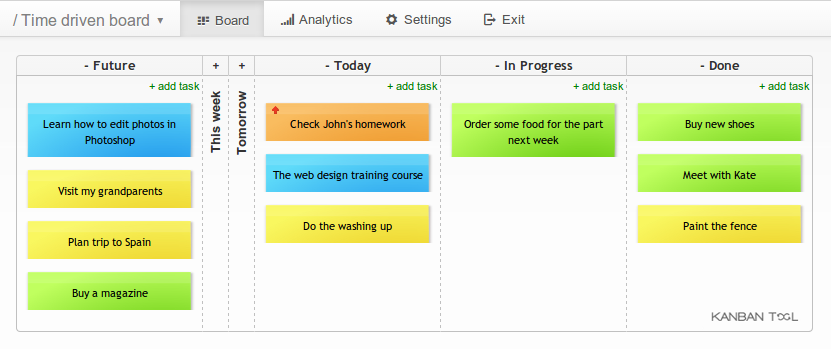 / Time driven board ▾
Board
Analytics
Settings
Exit
- Future
+
+
- Today
- In Progress
- Done
+ add task
This week
Tomorrow
+ add task
+ add task
+ add task
Learn how to edit photos in
Photoshop
Visit my grandparents
Plan trip to Spain
Buy a magazine
Check John's homework
The web design training course
Do the washing up
Order some food for the part
next week
Buy new shoes
Meet with Kate
Paint the fence
KANBAN TOOL